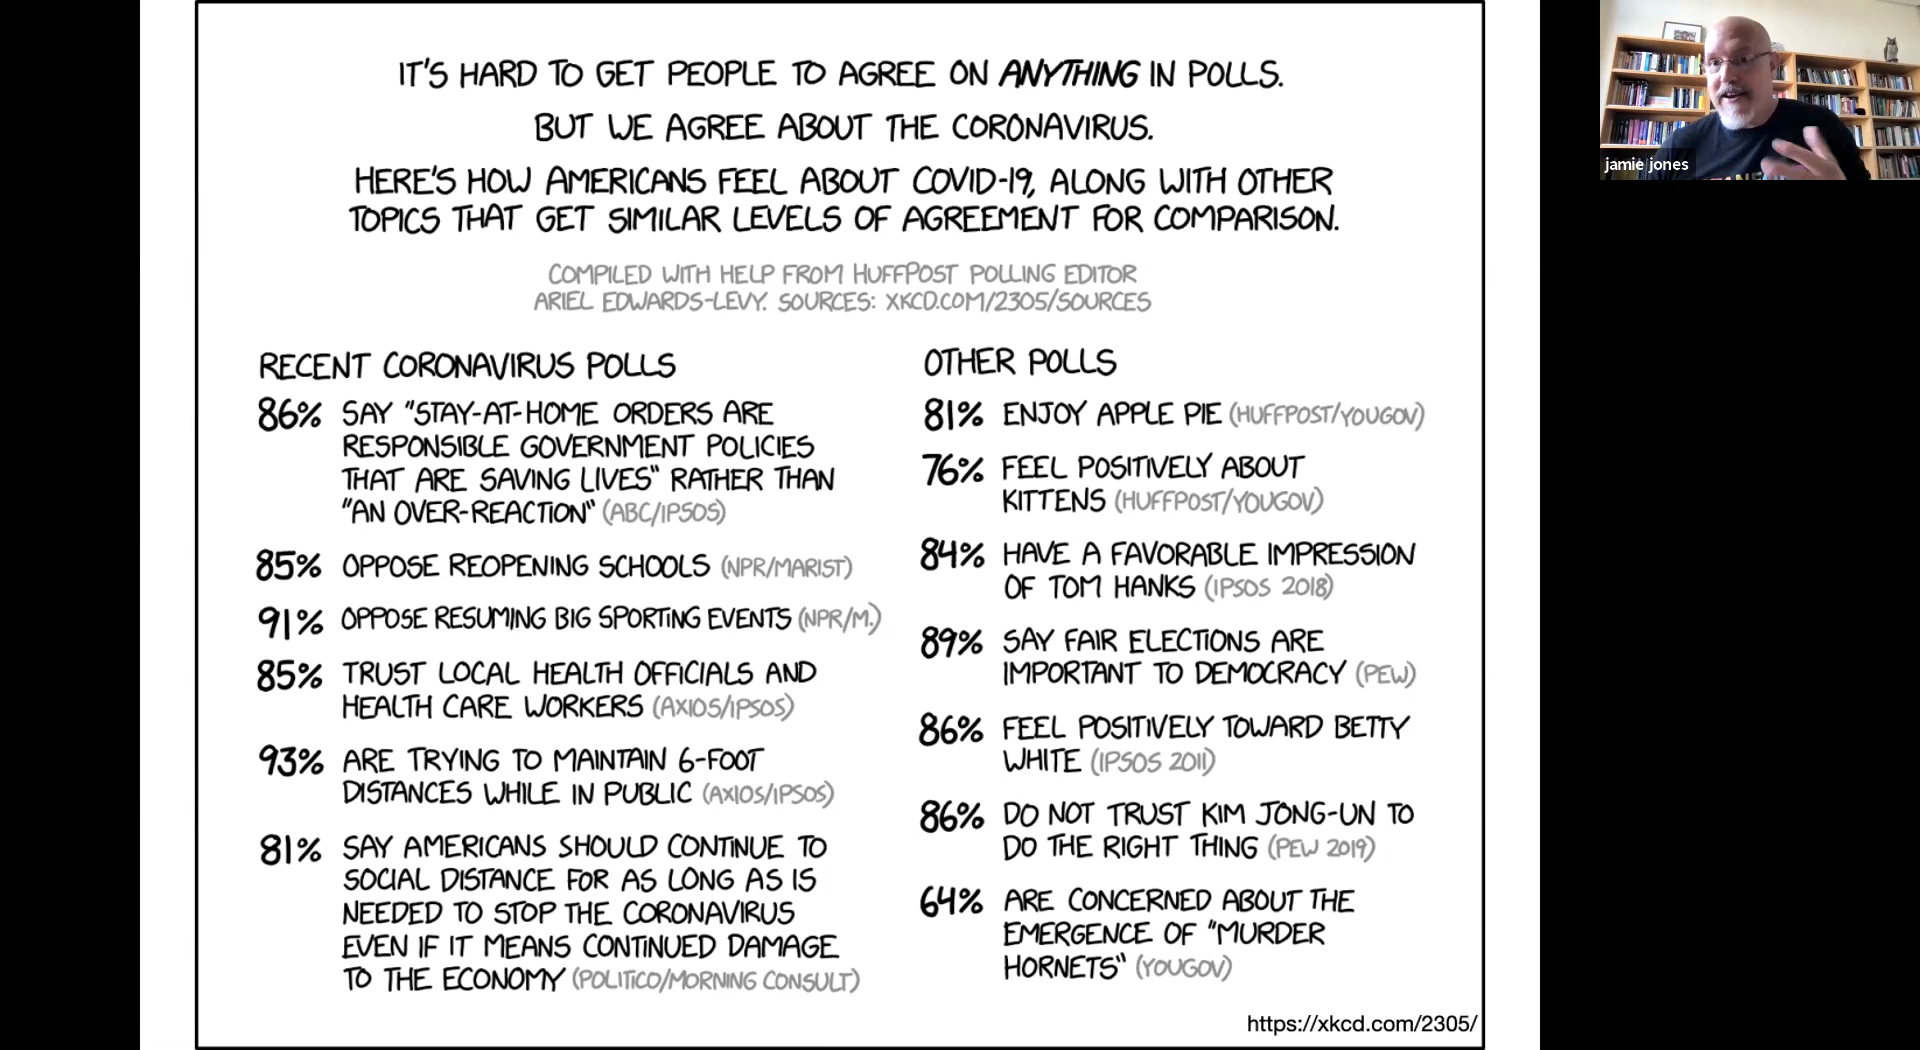 IT'S HARD TO GET PEOPLE TO AGREE ON ANYTHING IN POLLS.
BUT WE AGREE ABOUT THE CORONAVIRUS.
HERE'S HOW AMERICANS FEEL ABOUT COVID-19, ALONG WITH OTHER
TOPICS THAT GET SIMILAR LEVELS OF AGREEMENT FOR COMPARISON.
COMPILED WITH HELP FROM HUFFPOST POLLING EDITOR
ARIEL EDWARDS-LEVY. SOURCES: XKCD.COM/2305/SOURCES
RECENT CORONAVIRUS POLLS
86% SAY "STAY-AT-HOME ORDERS ARE
RESPONSIBLE GOVERNMENT POLICIES
THAT ARE SAVING LIVES" RATHER THAN
"AN OVER-REACTION" (ABC/IPSOS)
85% OPPOSE REOPENING SCHOOLS (NPR/MARIST)
91% OPPOSE RESUMING BIG SPORTING EVENTS (NPR/M.)
85% TRUST LOCAL HEALTH OFFICIALS AND
HEALTH CARE WORKERS (AXIOS/IPSOS)
93% ARE TRYING TO MAINTAIN 6-FOOT
DISTANCES WHILE IN PUBLIC (AXIOS/IPSOS)
81% SAY AMERICANS SHOULD CONTINUE TO
SOCIAL DISTANCE FOR AS LONG AS IS
NEEDED TO STOP THE CORONAVIRUS
EVEN IF IT MEANS CONTINUED DAMAGE
TO THE ECONOMY (POLITICO/MORNING CONSULT)
OTHER POLLS
81% ENJOY APPLE PIE (HUFFPOST/YOUGOV)
76% FEEL POSITIVELY ABOUT
KITTENS (HUFFPOST/YOUGOV)
84% HAVE A FAVORABLE IMPRESSION
OF TOM HANKS (IPSOS 2018)
89% SAY FAIR ELECTIONS ARE
IMPORTANT TO DEMOCRACY (PEW)
86% FEEL POSITIVELY TOWARD BETTY
WHITE (IPSOS 2011)
86% DO NOT TRUST KIM JONG-UN TO
DO THE RIGHT THING (PEW 2019)
64% ARE CONCERNED ABOUT THE
EMERGENCE OF "MURDER
HORNETS" (YOUGOV)
https://xkcd.com/2305/
jamie jones